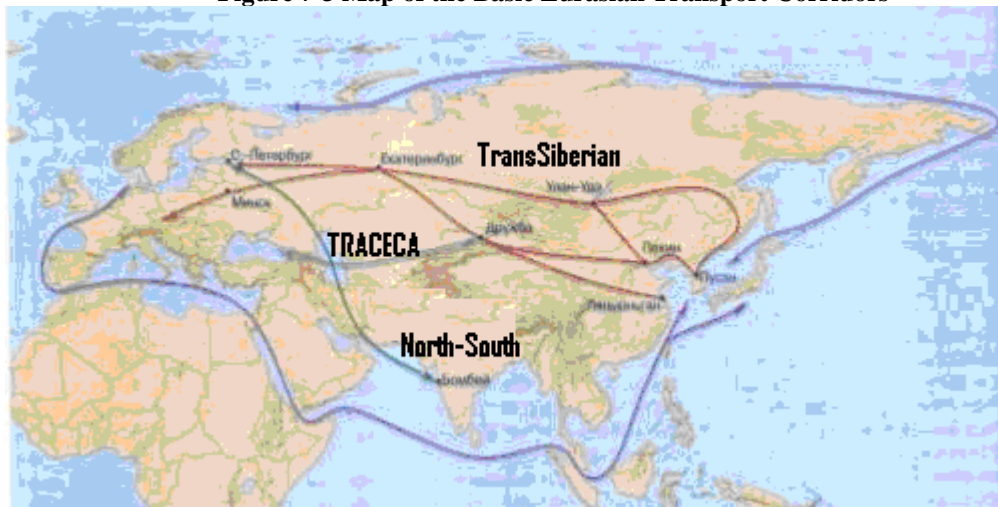 Figure 7-3 Map of the Basic Eurasian Transport Corridors
С.-Петербург
Екатеринбург
TransSiberian
Улан-Удэ
Минск
Дружба
TRACECA
Пекин
Пусан
Ляньюньган
North-South
Бомбей